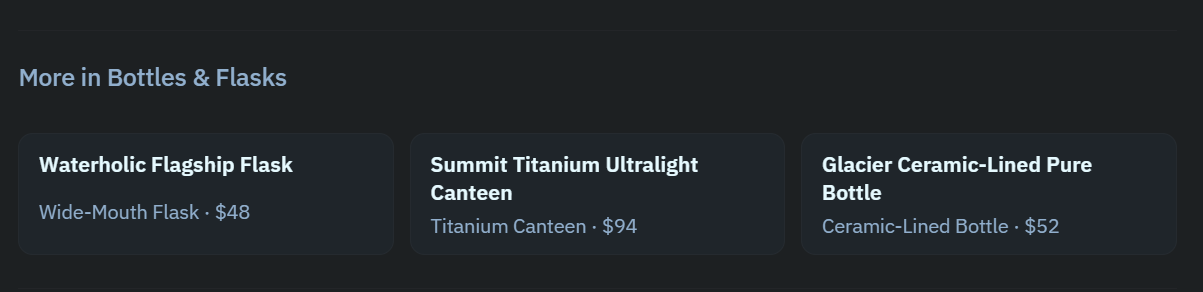 More in Bottles & Flasks
Waterholic Flagship Flask
Wide-Mouth Flask · $48
Summit Titanium Ultralight
Canteen
Titanium Canteen · $94
Glacier Ceramic-Lined Pure
Bottle
Ceramic-Lined Bottle · $52